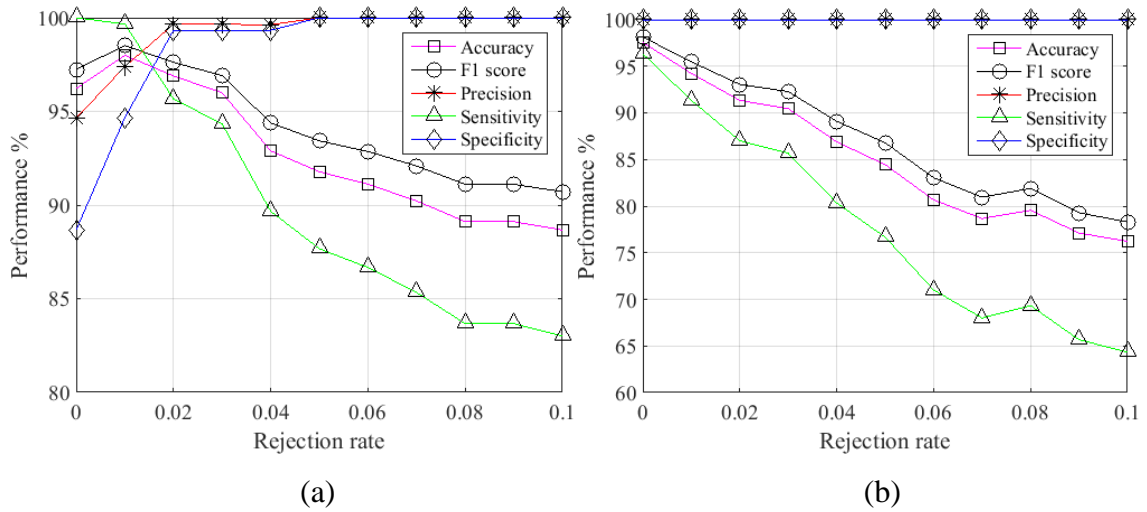 100
95
90
85
80
Performance %
0
0.02
0.04
0.06
0.08
0.1
Rejection rate
Accuracy
F1 score
Precision
Sensitivity
Specificity
(a)
100
95
90
85
80
75
70
65
60
Performance %
0
0.02
0.04
0.06
0.08
0.1
Rejection rate
Accuracy
F1 score
Precision
Sensitivity
Specificity
(b)